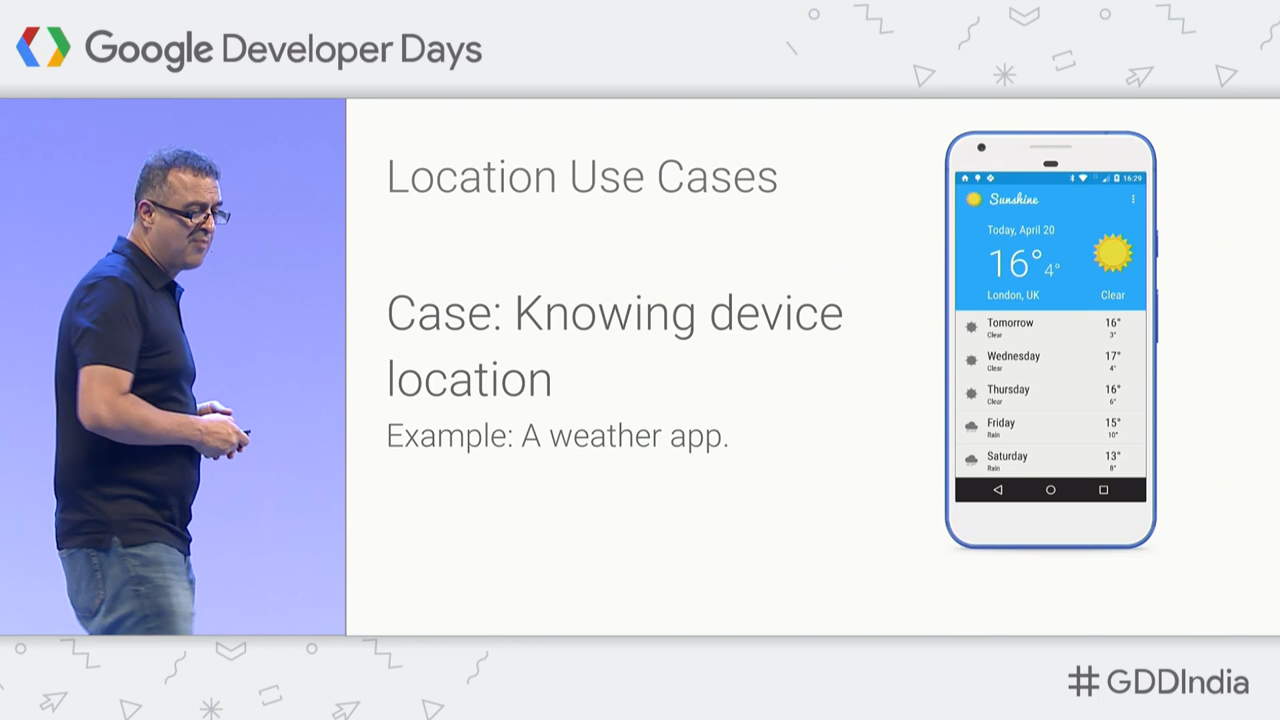 Google Developer Days
Location Use Cases
Case: Knowing device
location
Example: A weather app.
16:29
Sunshine
Today, April 20
16° 4°
London, UK
Clear
Tomorrow 16°
Clear 3°
Wednesday 17°
Clear 4°
Thursday 16°
Clear 6°
Friday 15°
Rain 10°
Saturday 13°
Rain 8°
#GDDIndia